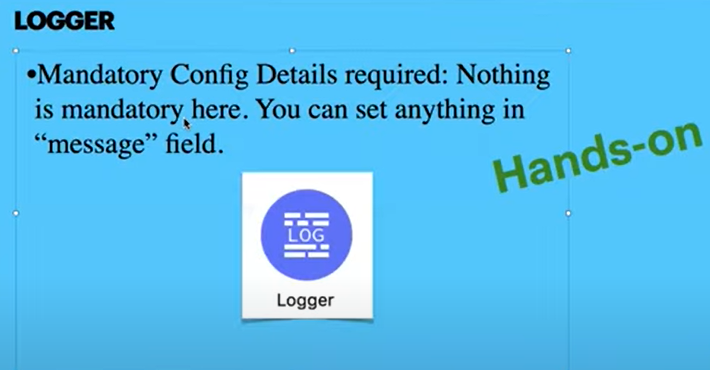 LOGGER
•Mandatory Config Details required: Nothing
is mandatory here. You can set anything in
“message” field.
Hands-on
LOG
Logger